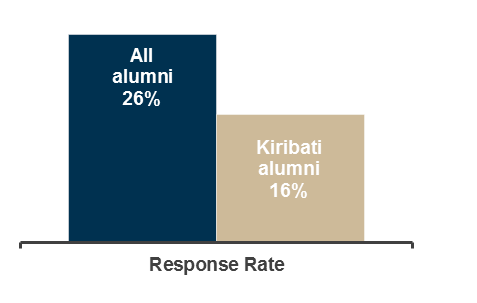 All
alumni
26%
Kiribati
alumni
16%
Response Rate